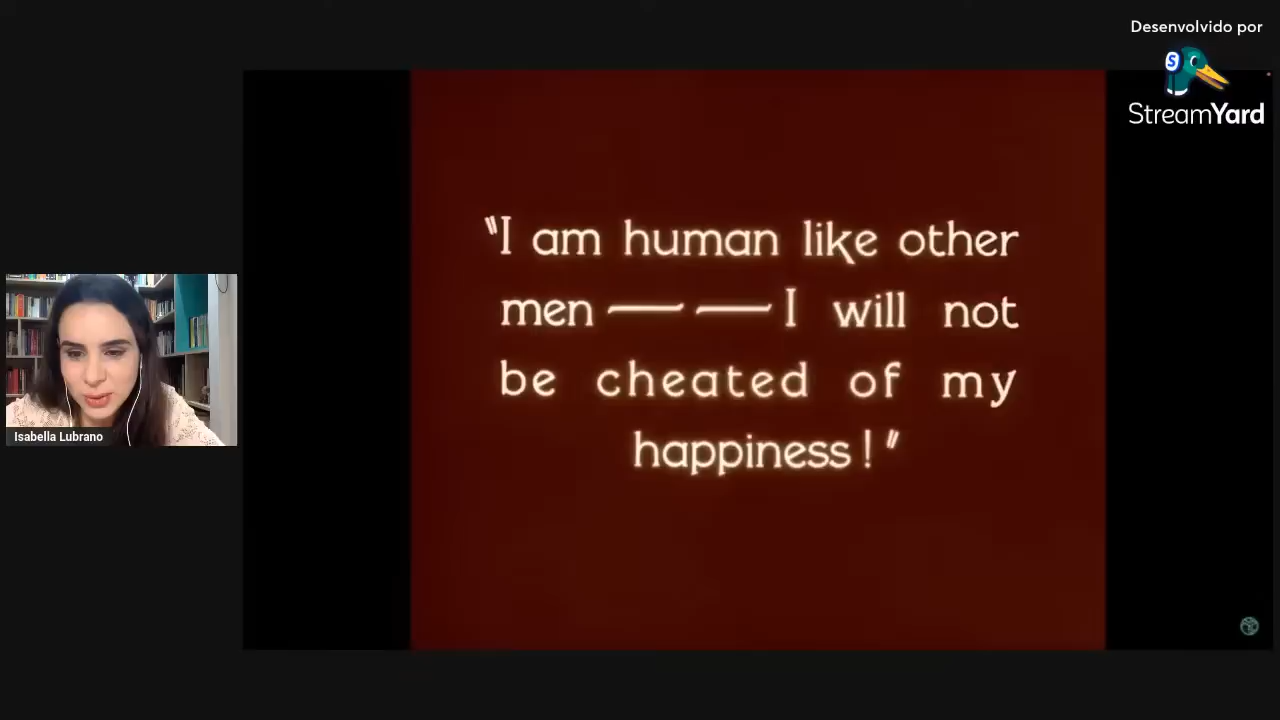 Desenvolvido por
StreamYard
"I am human like other
men — — I will not
be cheated of my
happiness!"
Isabella Lubrano